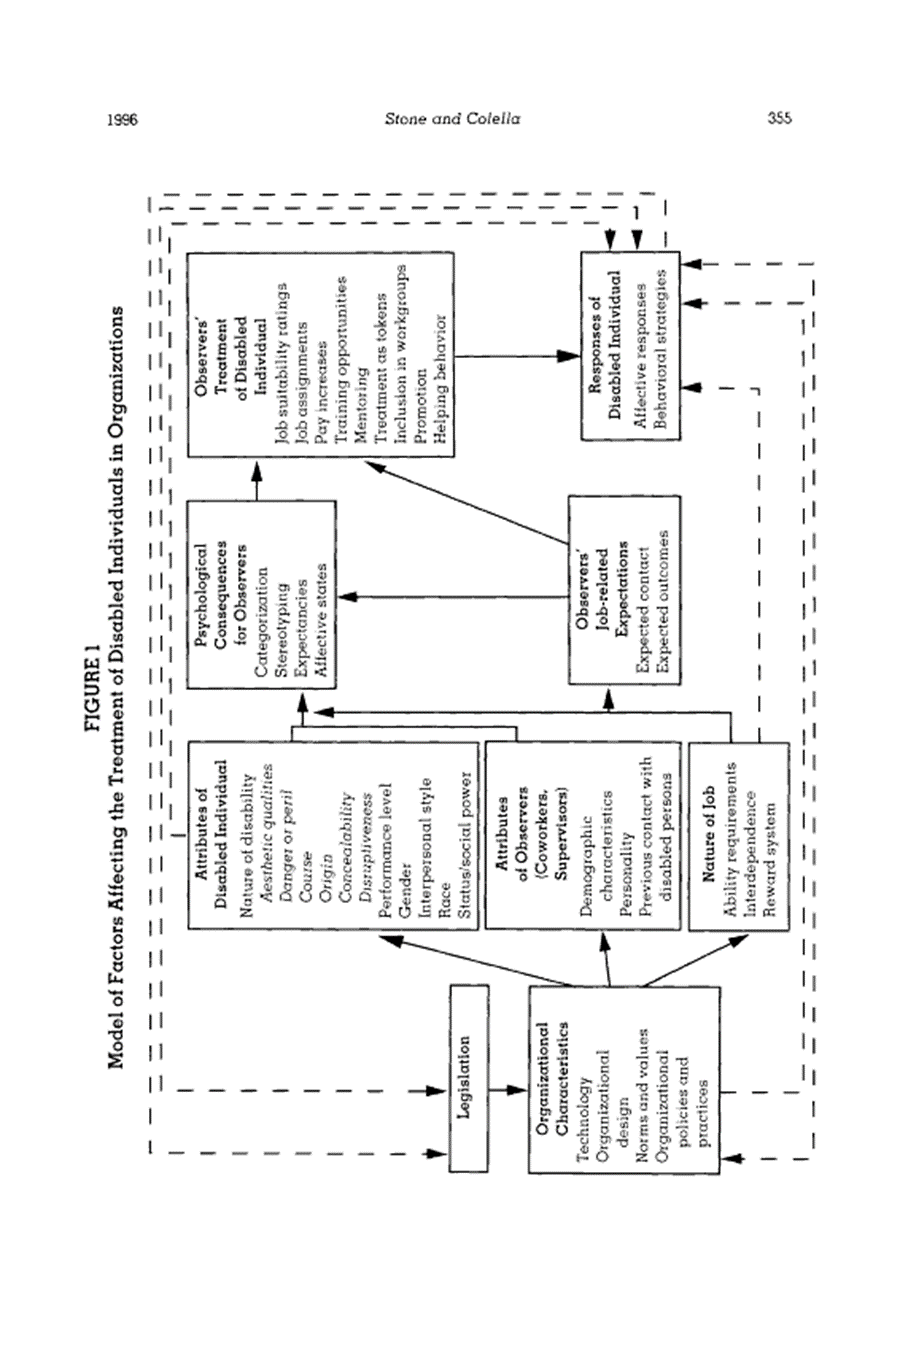 1996
Stone and Colella
355
FIGURE 1
Model of Factors Affecting the Treatment of Disabled Individuals in Organizations
Legislation
Organizational
Characteristics
Technology
Organizational
design
Norms and values
Organizational
policies and
practices
Attributes of
Disabled Individual
Nature of disability
Aesthetic qualities
Danger or peril
Course
Origin
Concealability
Disruptiveness
Performance level
Gender
Interpersonal style
Race
Status/social power
Attributes
of Observers
(Coworkers,
Supervisors)
Demographic
characteristics
Personality
Previous contact with
disabled persons
Nature of Job
Ability requirements
Interdependence
Reward system
Psychological
Consequences
for Observers
Categorization
Stereotyping
Expectancies
Affective states
Observers'
Job-related
Expectations
Expected contact
Expected outcomes
Observers'
Treatment
of Disabled
Individual
Job suitability ratings
Job assignments
Pay increases
Training opportunities
Mentoring
Treatment as tokens
Inclusion in workgroups
Promotion
Helping behavior
Responses of
Disabled Individual
Affective responses
Behavioral strategies